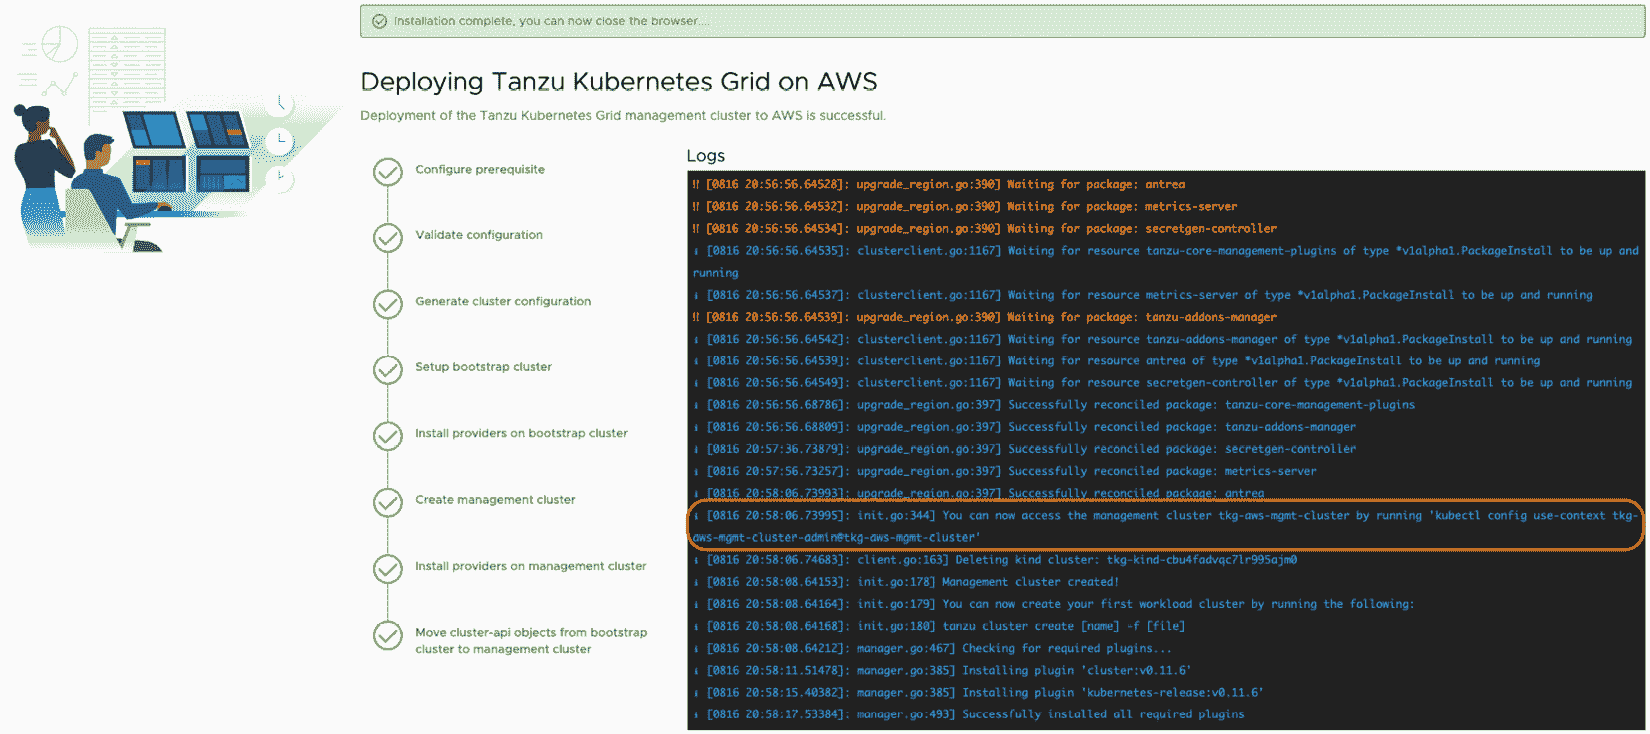 Installation complete, you can now close the browser....
Deploying Tanzu Kubernetes Grid on AWS
Deployment of the Tanzu Kubernetes Grid management cluster to AWS is successful.
Configure prerequisite
Validate configuration
Generate cluster configuration
Setup bootstrap cluster
Install providers on bootstrap cluster
Create management cluster
Install providers on management cluster
Move cluster-api objects from bootstrap
cluster to management cluster
Logs
!! [0816 20:56:56.64528]: upgrade_region.go:390] Waiting for package: antrea
!! [0816 20:56:56.64532]: upgrade_region.go:390] Waiting for package: metrics-server
!! [0816 20:56:56.64534]: upgrade_region.go:390] Waiting for package: secretgen-controller
i [0816 20:56:56.64535]: clusterclient.go:1167] Waiting for resource tanzu-core-management-plugins of type *v1alpha1.PackageInstall to be up and
running
i [0816 20:56:56.64537]: clusterclient.go:1167] Waiting for resource metrics-server of type *v1alpha1.PackageInstall to be up and running
!! [0816 20:56:56.64539]: upgrade_region.go:390] Waiting for package: tanzu-addons-manager
i [0816 20:56:56.64542]: clusterclient.go:1167] Waiting for resource tanzu-addons-manager of type *v1alpha1.PackageInstall to be up and running
i [0816 20:56:56.64539]: clusterclient.go:1167] Waiting for resource antrea of type *v1alpha1.PackageInstall to be up and running
i [0816 20:56:56.64549]: clusterclient.go:1167] Waiting for resource secretgen-controller of type *v1alpha1.PackageInstall to be up and running
i [0816 20:56:56.68786]: upgrade_region.go:397] Successfully reconciled package: tanzu-core-management-plugins
i [0816 20:56:56.68809]: upgrade_region.go:397] Successfully reconciled package: tanzu-addons-manager
i [0816 20:57:36.73879]: upgrade_region.go:397] Successfully reconciled package: secretgen-controller
i [0816 20:57:56.73257]: upgrade_region.go:397] Successfully reconciled package: metrics-server
i [0816 20:58:06.73993]: upgrade_region.go:397] Successfully reconciled package: antrea
i [0816 20:58:06.73995]: init.go:344] You can now access the management cluster tkg-aws-mgmt-cluster by running 'kubectl config use-context tkg-
aws-mgmt-cluster-admin@tkg-aws-mgmt-cluster'
i [0816 20:58:06.74683]: client.go:163] Deleting kind cluster: tkg-kind-cbu4fadvqc7lr995ajm0
i [0816 20:58:08.64153]: init.go:178] Management cluster created!
i [0816 20:58:08.64164]: init.go:179] You can now create your first workload cluster by running the following:
i [0816 20:58:08.64168]: init.go:180] tanzu cluster create [name] -f [file]
i [0816 20:58:08.64212]: manager.go:467] Checking for required plugins...
i [0816 20:58:11.51478]: manager.go:385] Installing plugin 'cluster:v0.11.6'
i [0816 20:58:15.40382]: manager.go:385] Installing plugin 'kubernetes-release:v0.11.6'
i [0816 20:58:17.53384]: manager.go:493] Successfully installed all required plugins